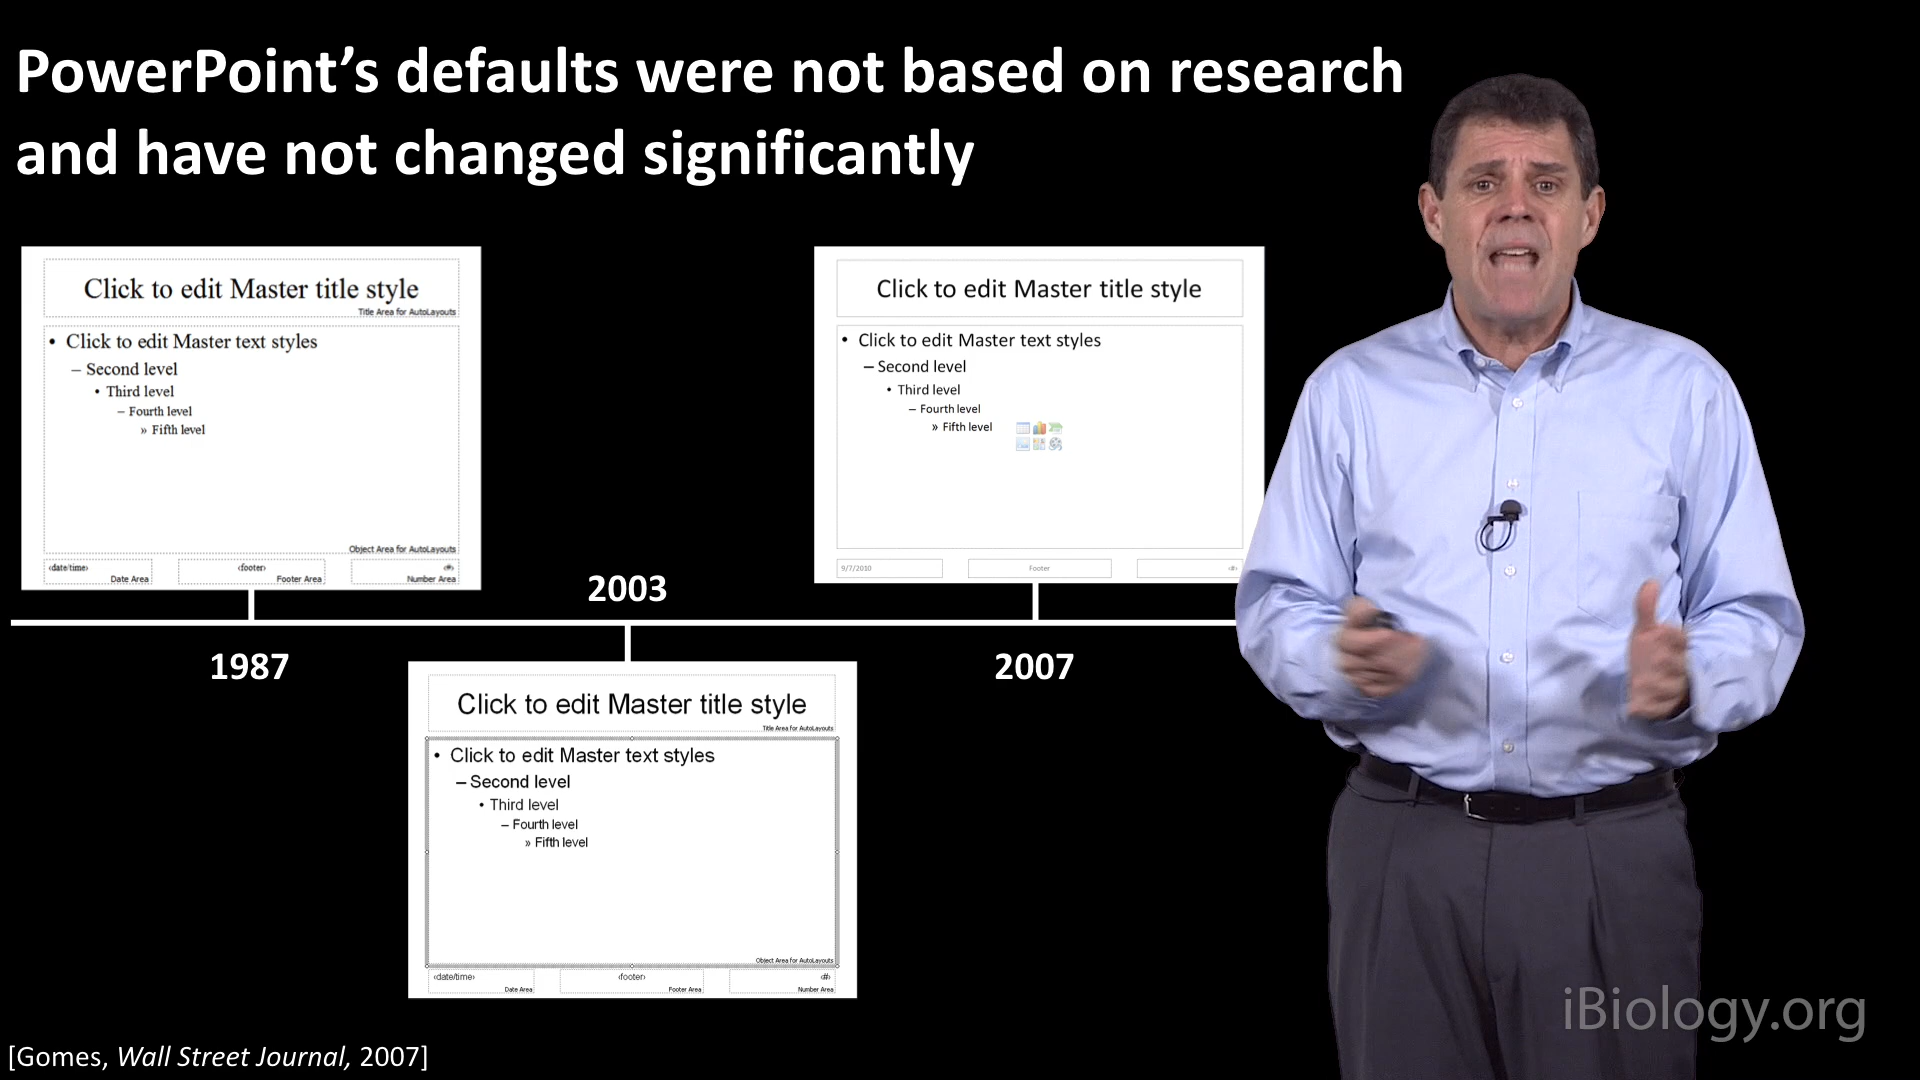 PowerPoint’s defaults were not based on research
and have not changed significantly
Click to edit Master title style
Title Area for AutoLayouts
• Click to edit Master text styles
– Second level
• Third level
– Fourth level
» Fifth level
Object Area for AutoLayouts
‹date/time›
Date Area
‹footer›
Footer Area
‹#›
Number Area
1987
2003
Click to edit Master title style
Title Area for AutoLayouts
• Click to edit Master text styles
– Second level
• Third level
– Fourth level
» Fifth level
Object Area for AutoLayouts
‹date/time›
Date Area
‹footer›
Footer Area
‹#›
Number Area
Click to edit Master title style
• Click to edit Master text styles
– Second level
• Third level
– Fourth level
» Fifth level
9/7/2010
Footer
‹#›
2007
[Gomes, Wall Street Journal, 2007]
iBiology.org